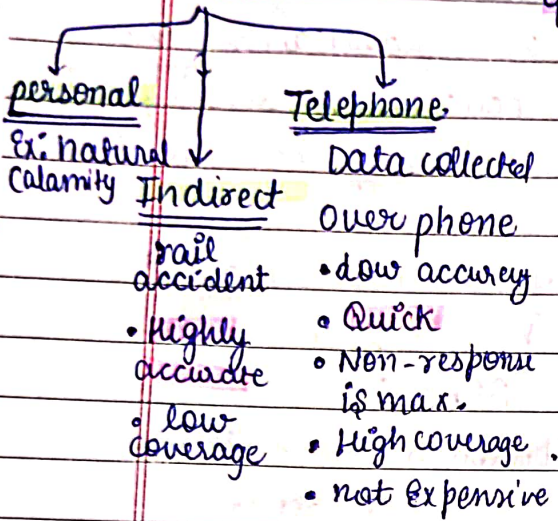 personal
Ex: natural
Calamity
Indirect
rail
accident
• Highly
accurate
• low
coverage
Telephone
Data collected
over phone
• Low accurcy
• Quick
• Non-response
is max.
• High coverage.
• not Expensive